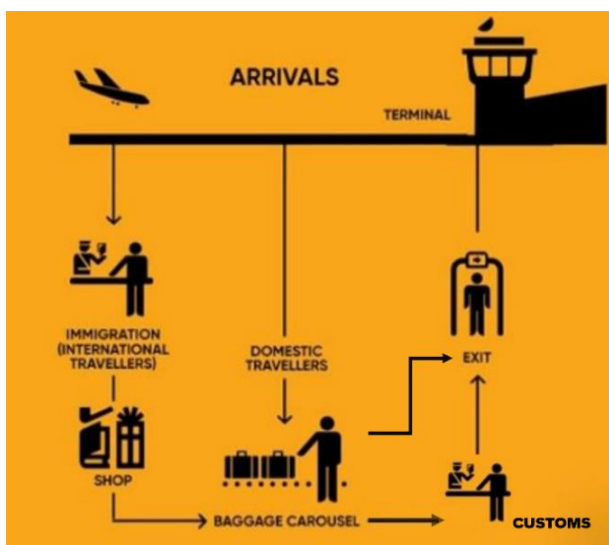 ARRIVALS
TERMINAL
IMMIGRATION
(INTERNATIONAL
TRAVELLERS)
DOMESTIC
TRAVELLERS
EXIT
SHOP
BAGGAGE CAROUSEL
CUSTOMS